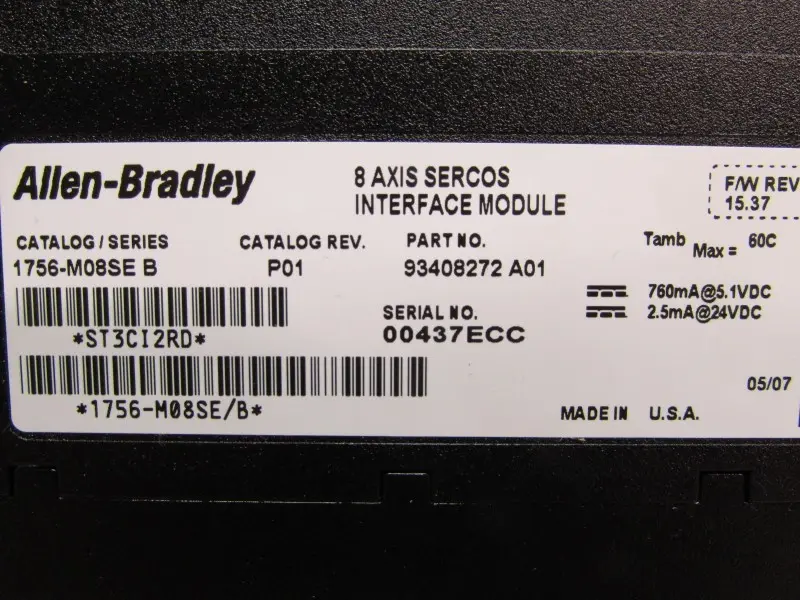 Allen-Bradley
8 AXIS SERCOS
INTERFACE MODULE
F/W REV
15.37
CATALOG / SERIES
1756-M08SE B
CATALOG REV.
P01
PART NO.
93408272 A01
Tamb Max = 60C
SERIAL NO.
00437ECC
760mA@5.1VDC
2.5mA@24VDC
*ST3CI2RD*
*1756-M08SE/B*
05/07
MADE IN U.S.A.